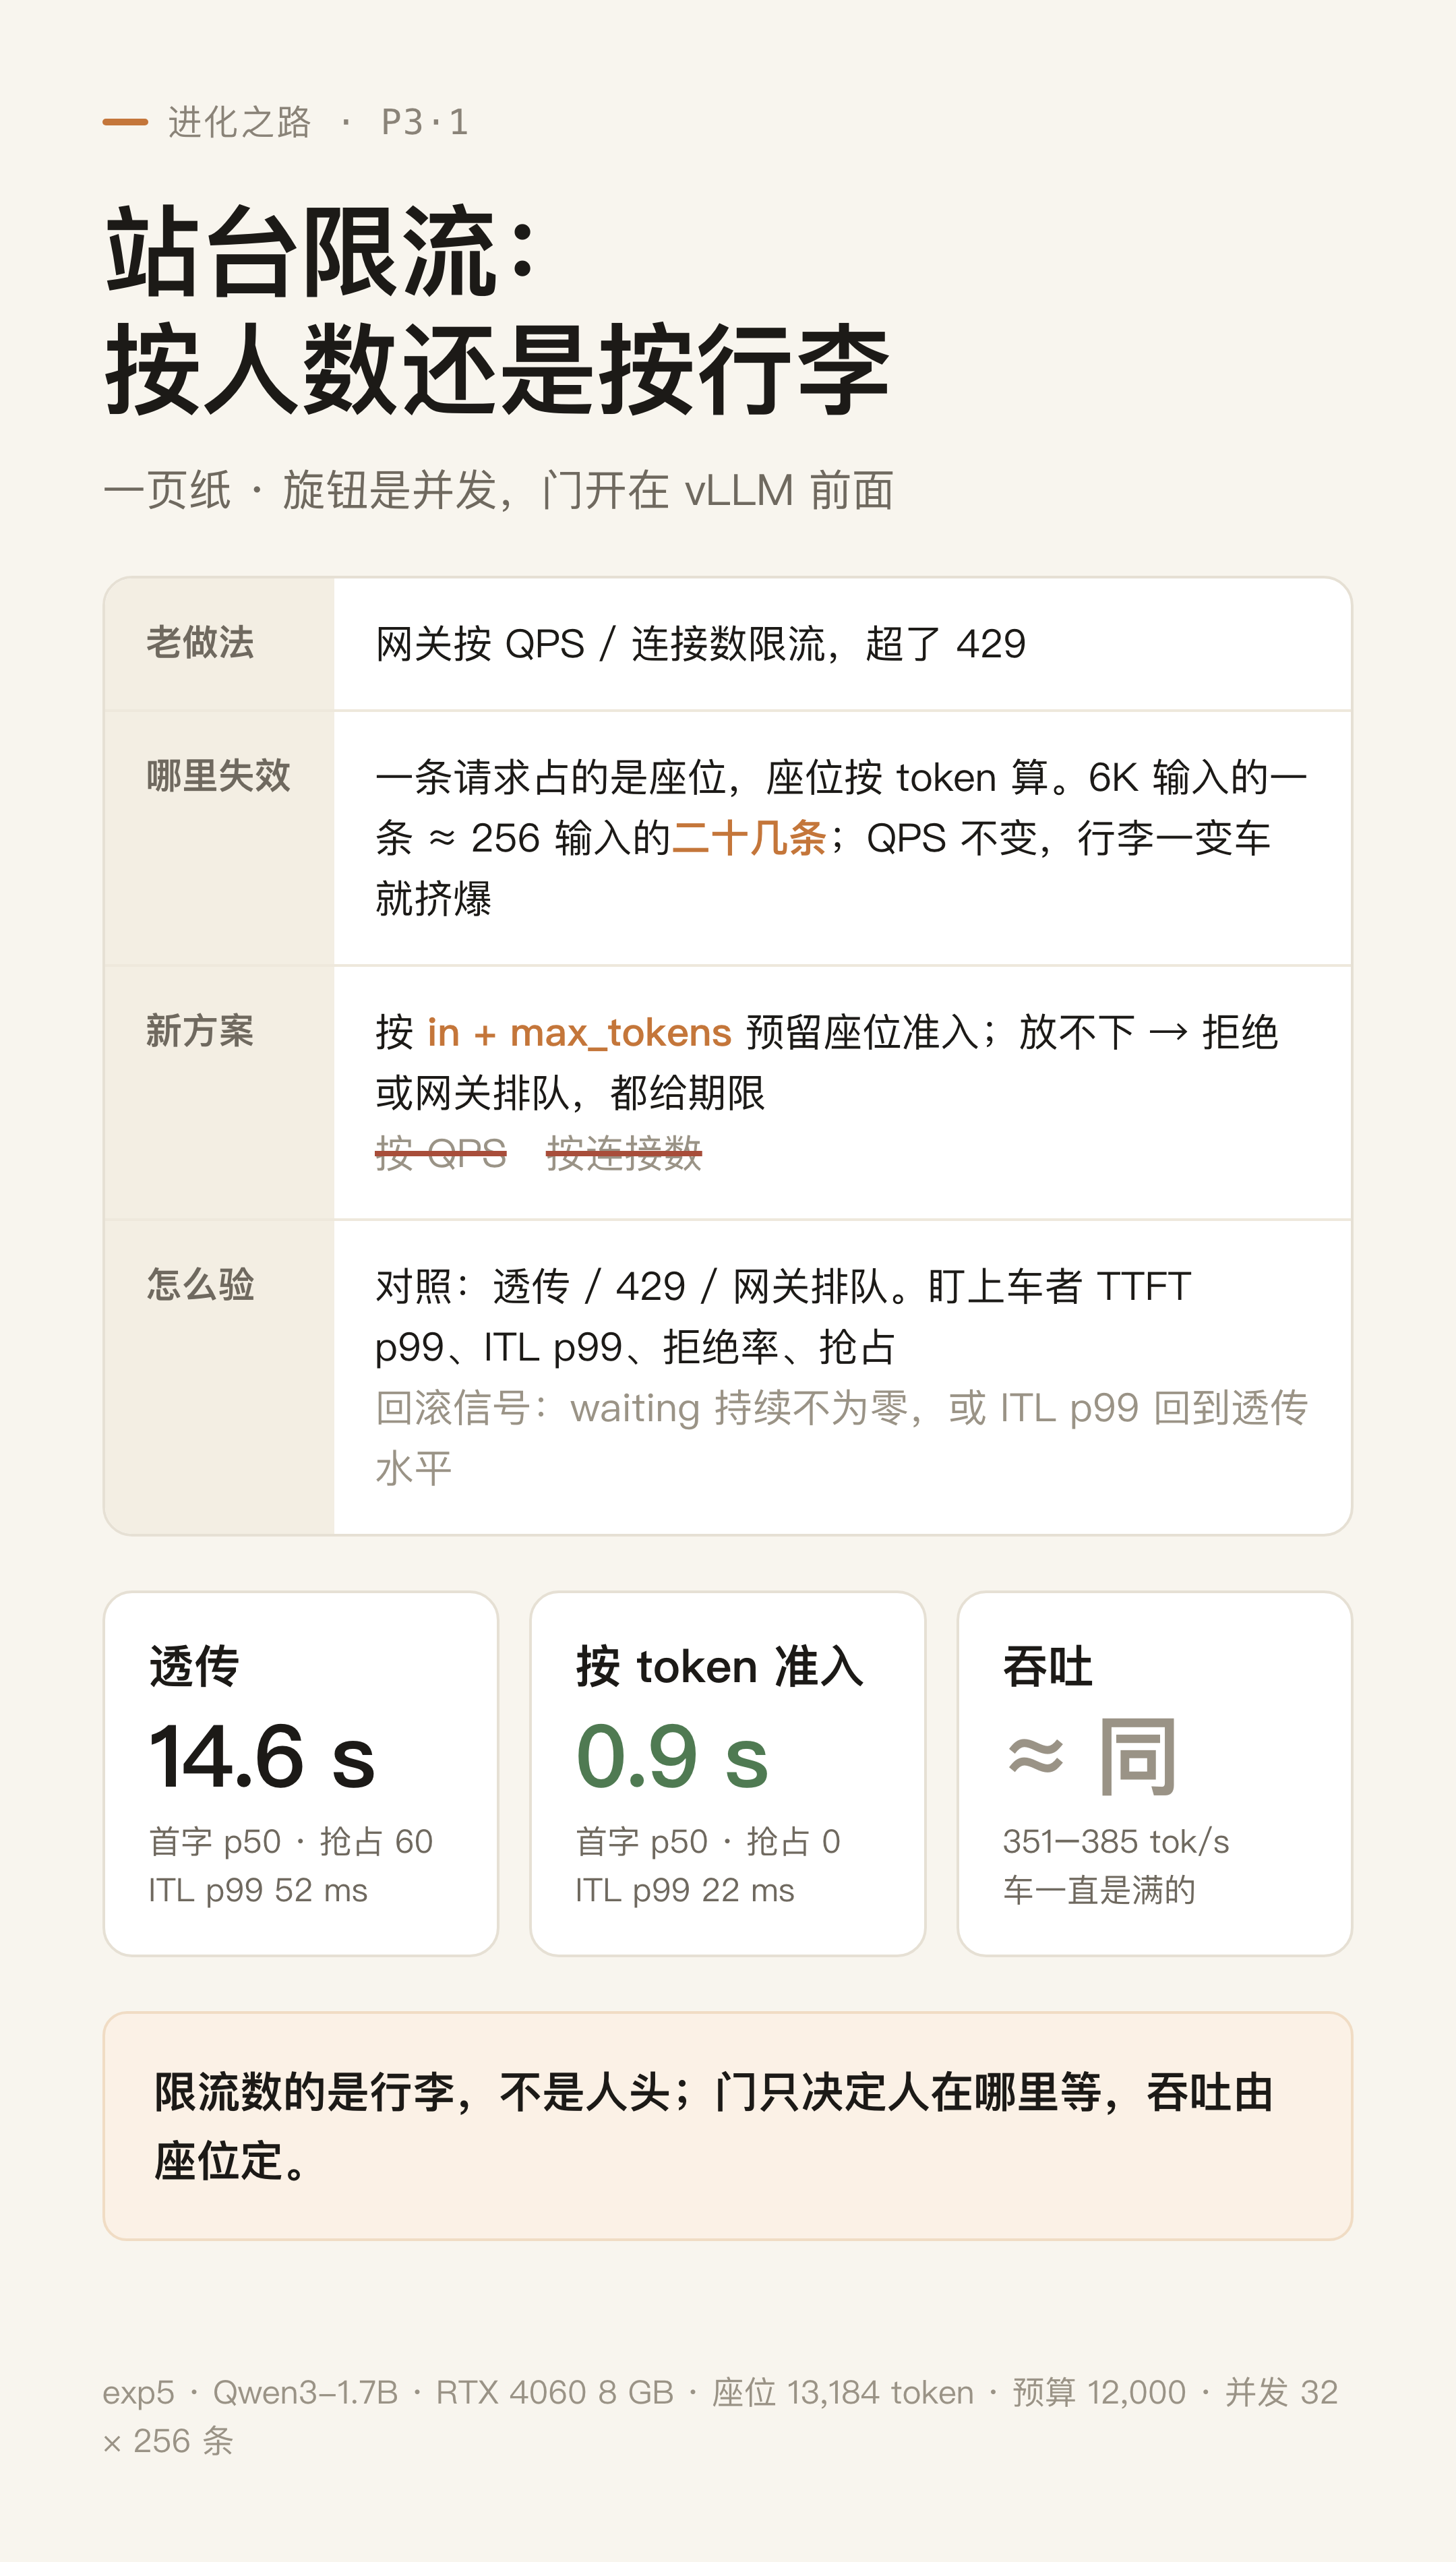 进化之路 · P3·1
站台限流：
按人数还是按行李
一页纸 · 旋钮是并发，门开在 vLLM 前面
老做法
网关按 QPS / 连接数限流，超了 429
哪里失效
一条请求占的是座位，座位按 token 算。6K 输入的一
条 ≈ 256 输入的二十几条；QPS 不变，行李一变车
就挤爆
新方案
按 in + max_tokens 预留座位准入；放不下 → 拒绝
或网关排队，都给期限
按 QPS 按连接数
怎么验
对照：透传 / 429 / 网关排队。盯上车者 TTFT
p99、ITL p99、拒绝率、抢占
回滚信号：waiting 持续不为零，或 ITL p99 回到透传
水平
透传
14.6 s
首字 p50 · 抢占 60
ITL p99 52 ms
按 token 准入
0.9 s
首字 p50 · 抢占 0
ITL p99 22 ms
吞吐
≈ 同
351–385 tok/s
车一直是满的
限流数的是行李，不是人头；门只决定人在哪里等，吞吐由
座位定。
exp5 · Qwen3-1.7B · RTX 4060 8 GB · 座位 13,184 token · 预算 12,000 · 并发 32
× 256 条